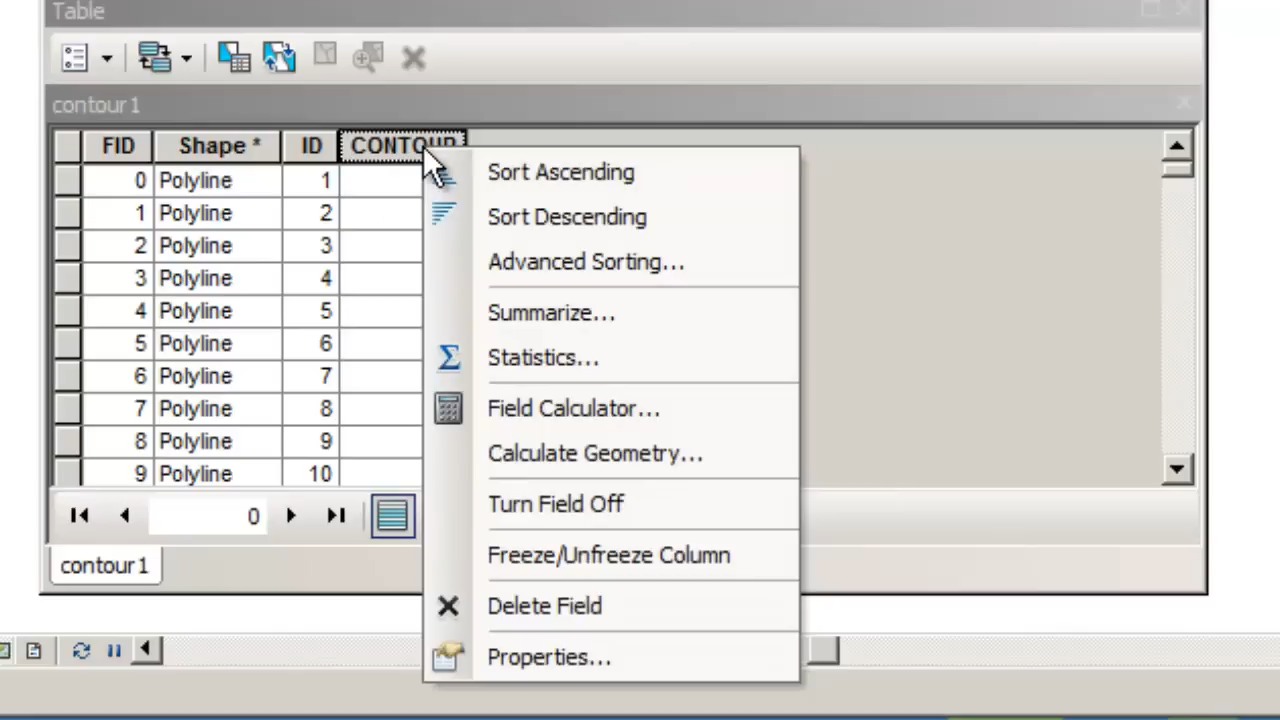 Table
contour1
FID Shape * ID CONTOUR
0 Polyline 1
1 Polyline 2
2 Polyline 3
3 Polyline 4
4 Polyline 5
5 Polyline 6
6 Polyline 7
7 Polyline 8
8 Polyline 9
9 Polyline 10
0
contour1
Sort Ascending
Sort Descending
Advanced Sorting...
Summarize...
Statistics...
Field Calculator...
Calculate Geometry...
Turn Field Off
Freeze/Unfreeze Column
Delete Field
Properties...